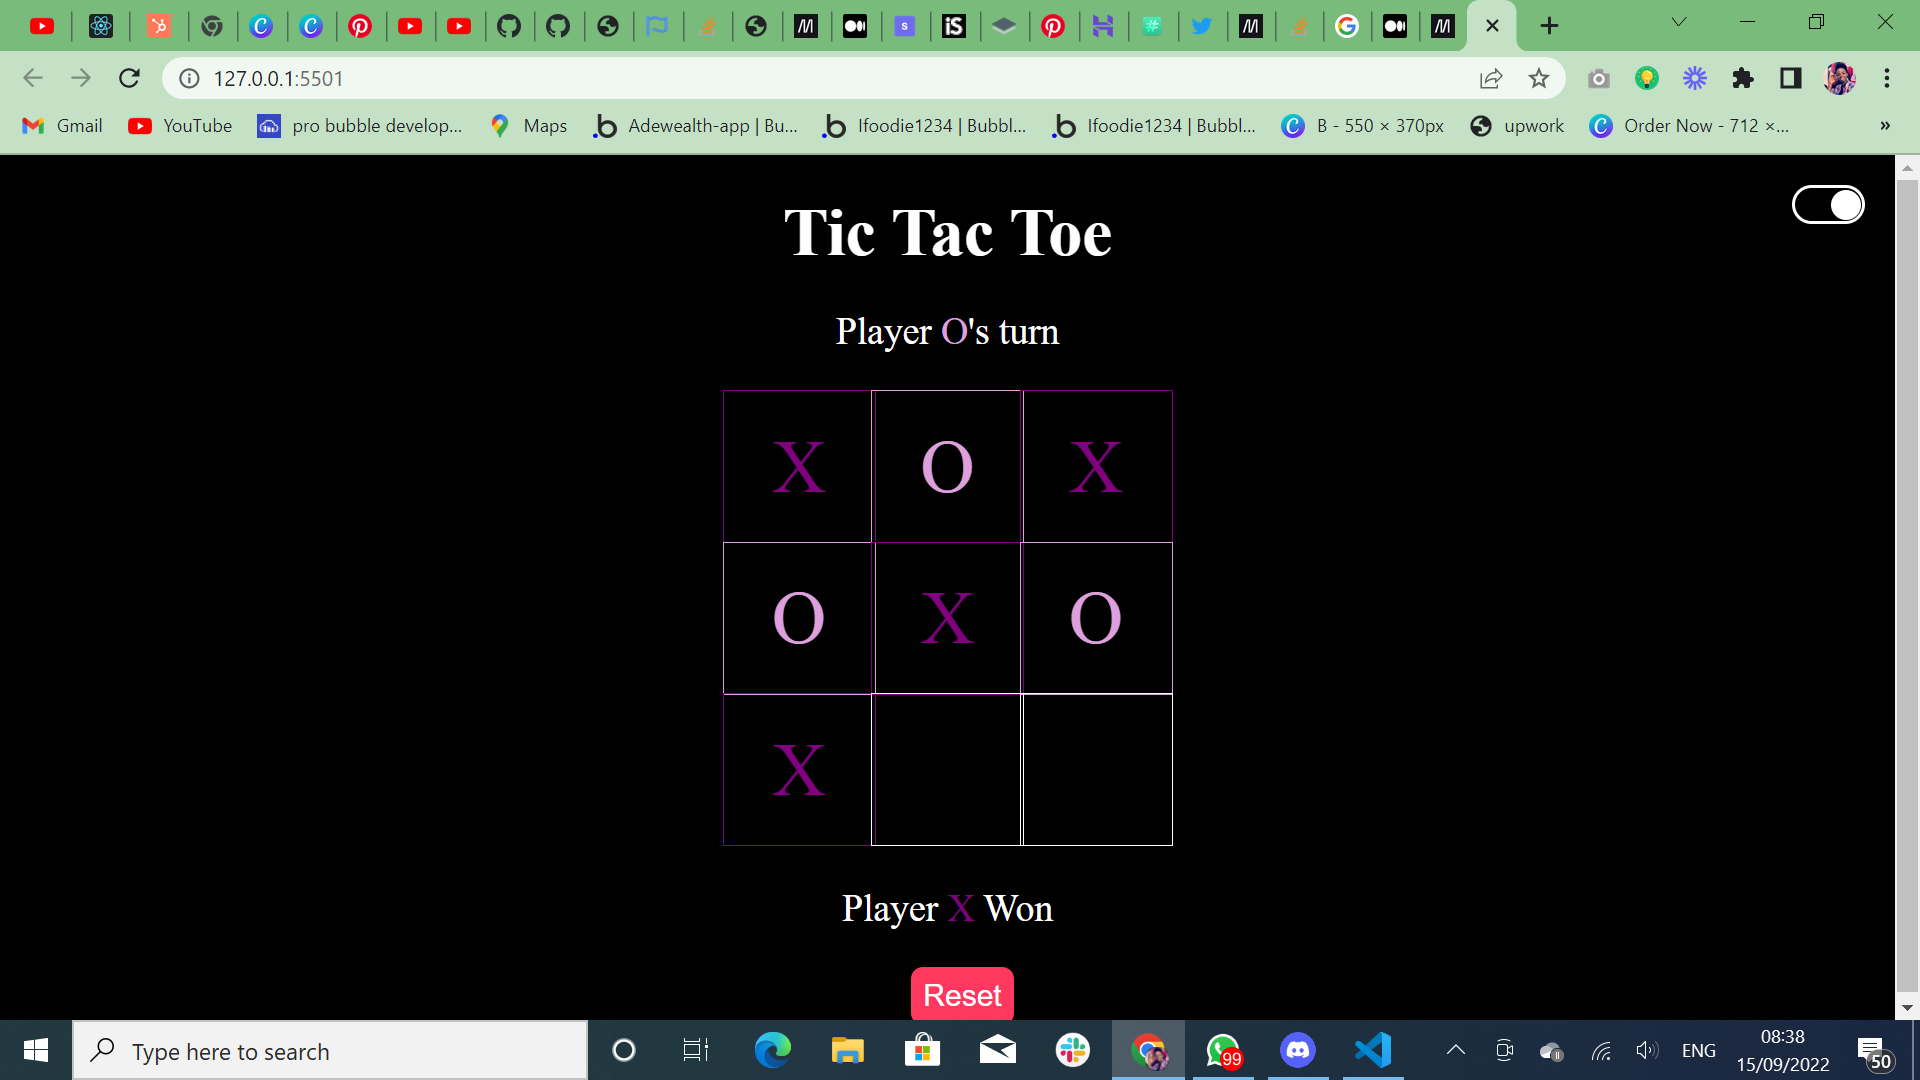 127.0.0.1:5501
Gmail YouTube pro bubble develop... Maps Adewealth-app | Bu... Ifoodie1234 | Bubbl... Ifoodie1234 | Bubbl... B - 550 × 370px upwork Order Now - 712 ×... »
Tic Tac Toe
Player O's turn
X O X
O X O
X
Player X Won
Reset
Type here to search
99
ENG
08:38
15/09/2022
50